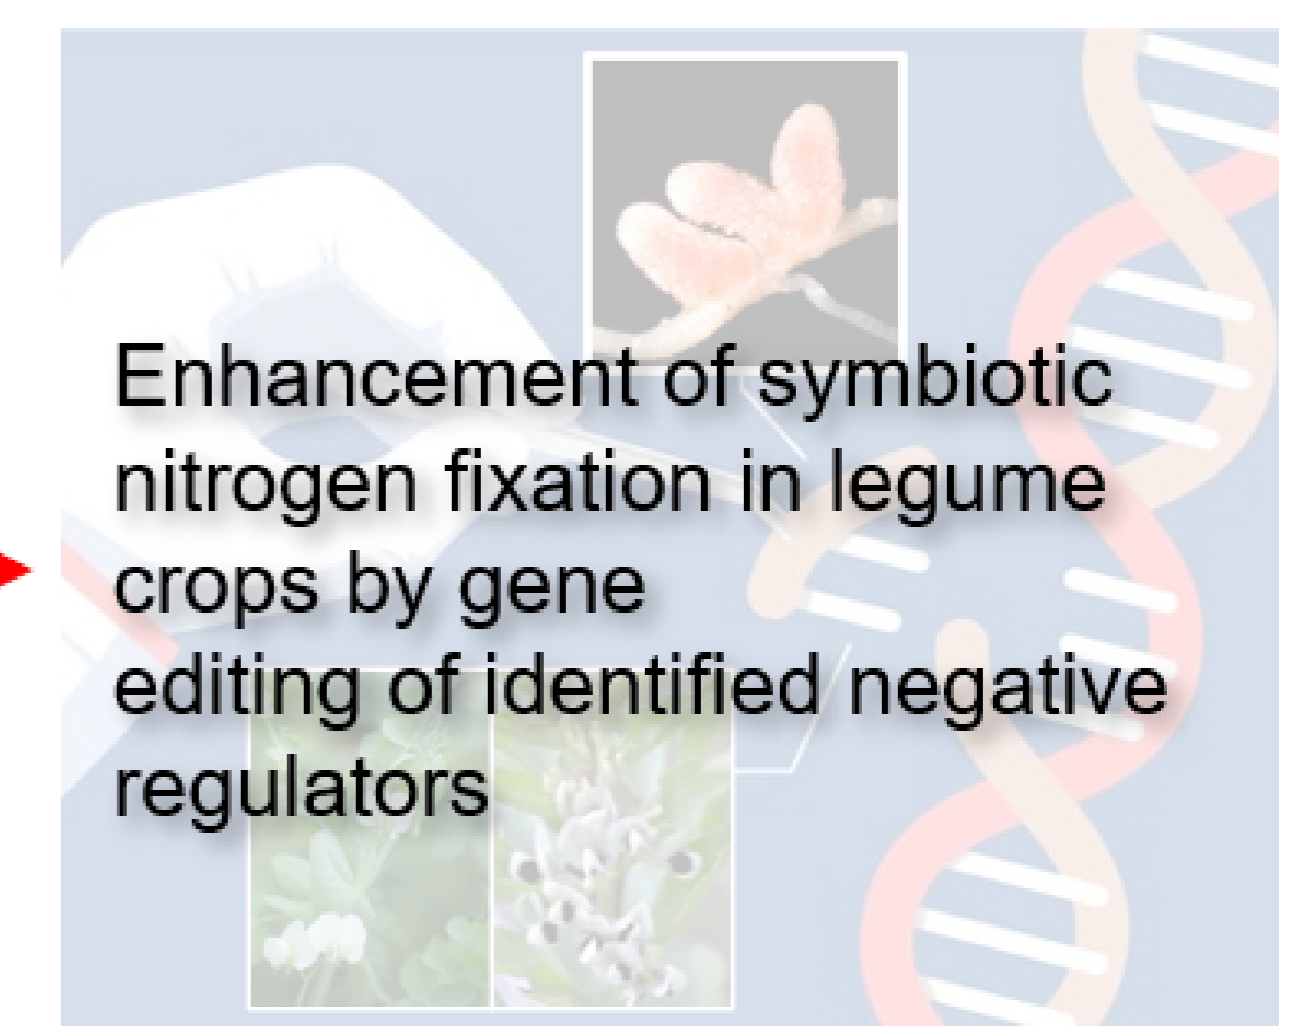 Enhancement of symbiotic
nitrogen fixation in legume
crops by gene
editing of identified negative
regulators